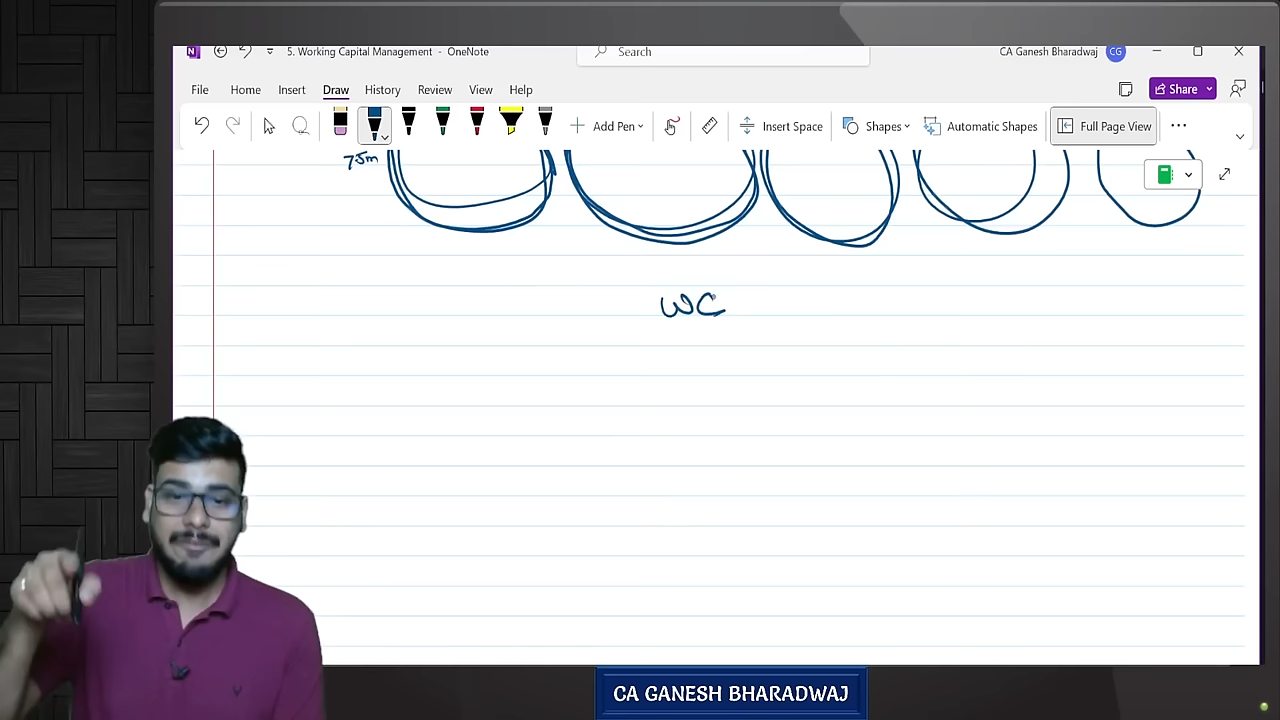 5. Working Capital Management - OneNote
Search
CA Ganesh Bharadwaj CG
File Home Insert Draw History Review View Help
Share
Add Pen Insert Space Shapes Automatic Shapes Full Page View
75m
WC
CA GANESH BHARADWAJ